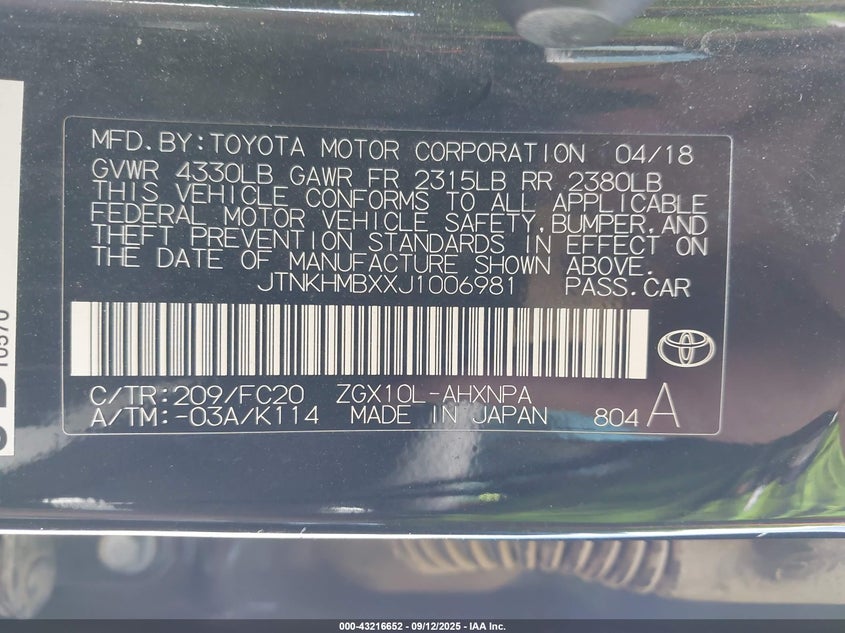 MFD.BY:TOYOTA MOTOR CORPORATION 04/18
GVWR 4330LB GAWR FR 2315LB RR 2380LB
THIS VEHICLE CONFORMS TO ALL APPLICABLE
FEDERAL MOTOR VEHICLE SAFETY,BUMPER,AND
THEFT PREVENTION STANDARDS IN EFFECT ON
THE DATE OF MANUFACTURE SHOWN ABOVE.
JTNKHMBXXJ1006981 PASS.CAR
C/TR:209/FC20 ZGX10L-AHXNPA
A/TM:-03A/K114 MADE IN JAPAN 804 A
000-43216652 - 09/12/2025 - IAA Inc.